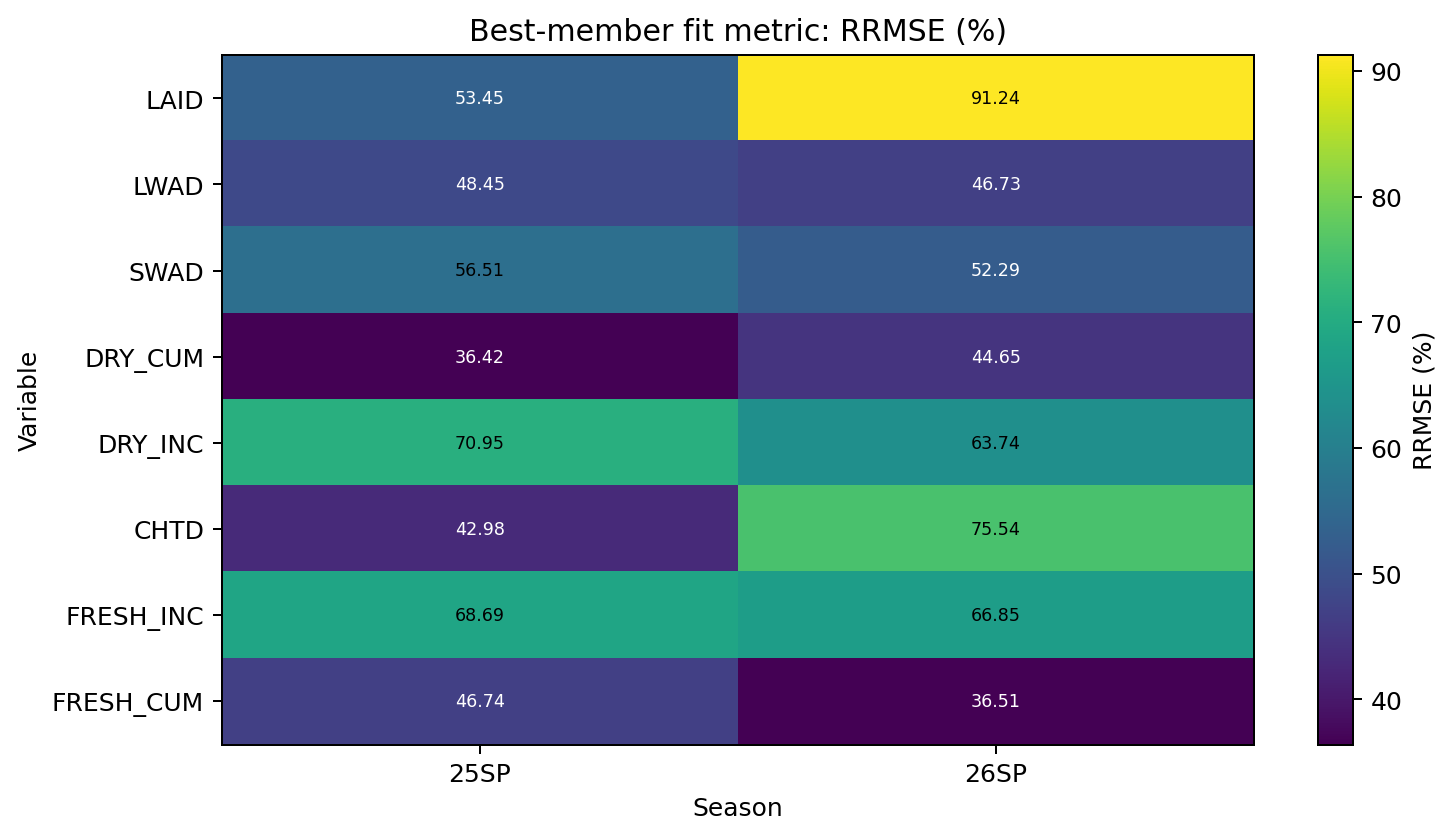 Best-member fit metric: RRMSE (%)
LAID 53.45 91.24
LWAD 48.45 46.73
SWAD 56.51 52.29
DRY_CUM 36.42 44.65
DRY_INC 70.95 63.74
CHTD 42.98 75.54
FRESH_INC 68.69 66.85
FRESH_CUM 46.74 36.51
25SP 26SP
Season
Variable
90
80
70
60
50
40
RRMSE (%)